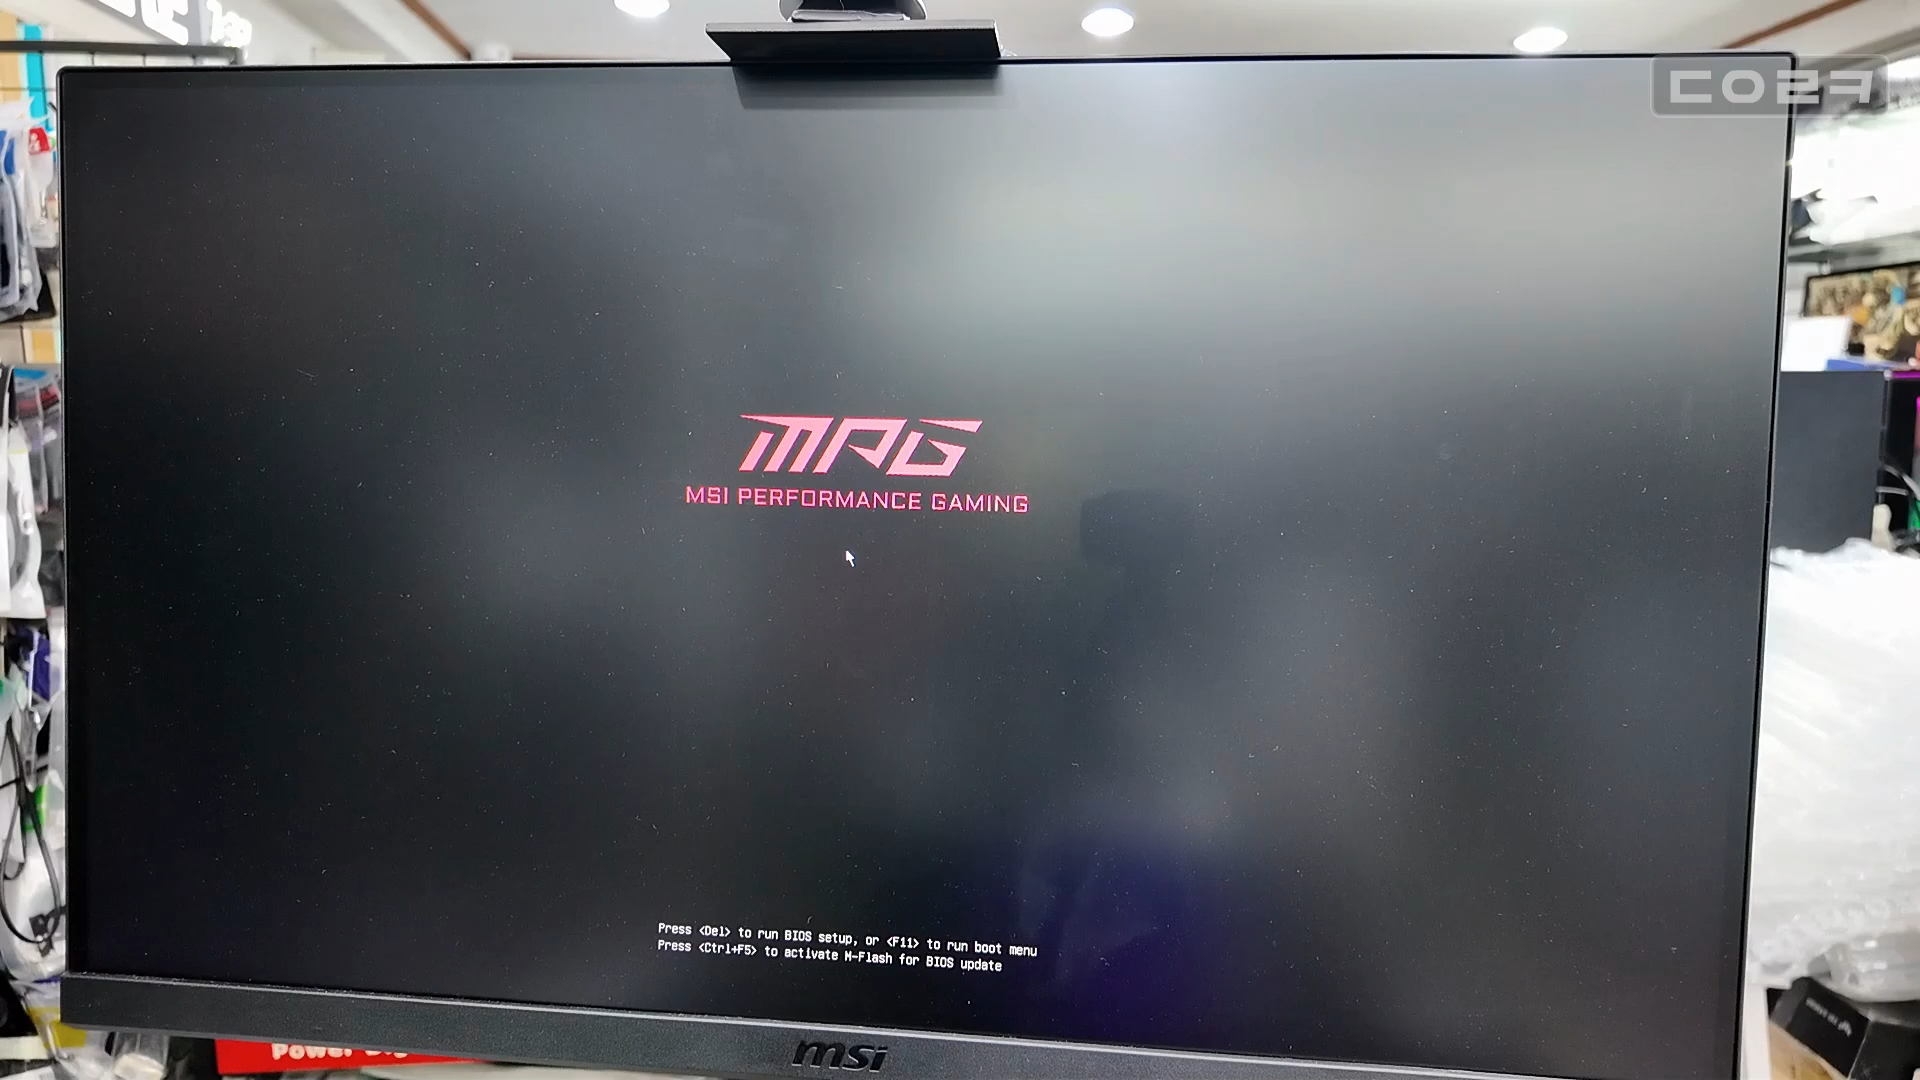 MPG
MSI PERFORMANCE GAMING
Press <Del> to run BIOS setup, or <F11> to run boot menu
Press <Ctrl+F5> to activate M-Flash for BIOS update
msi
Power